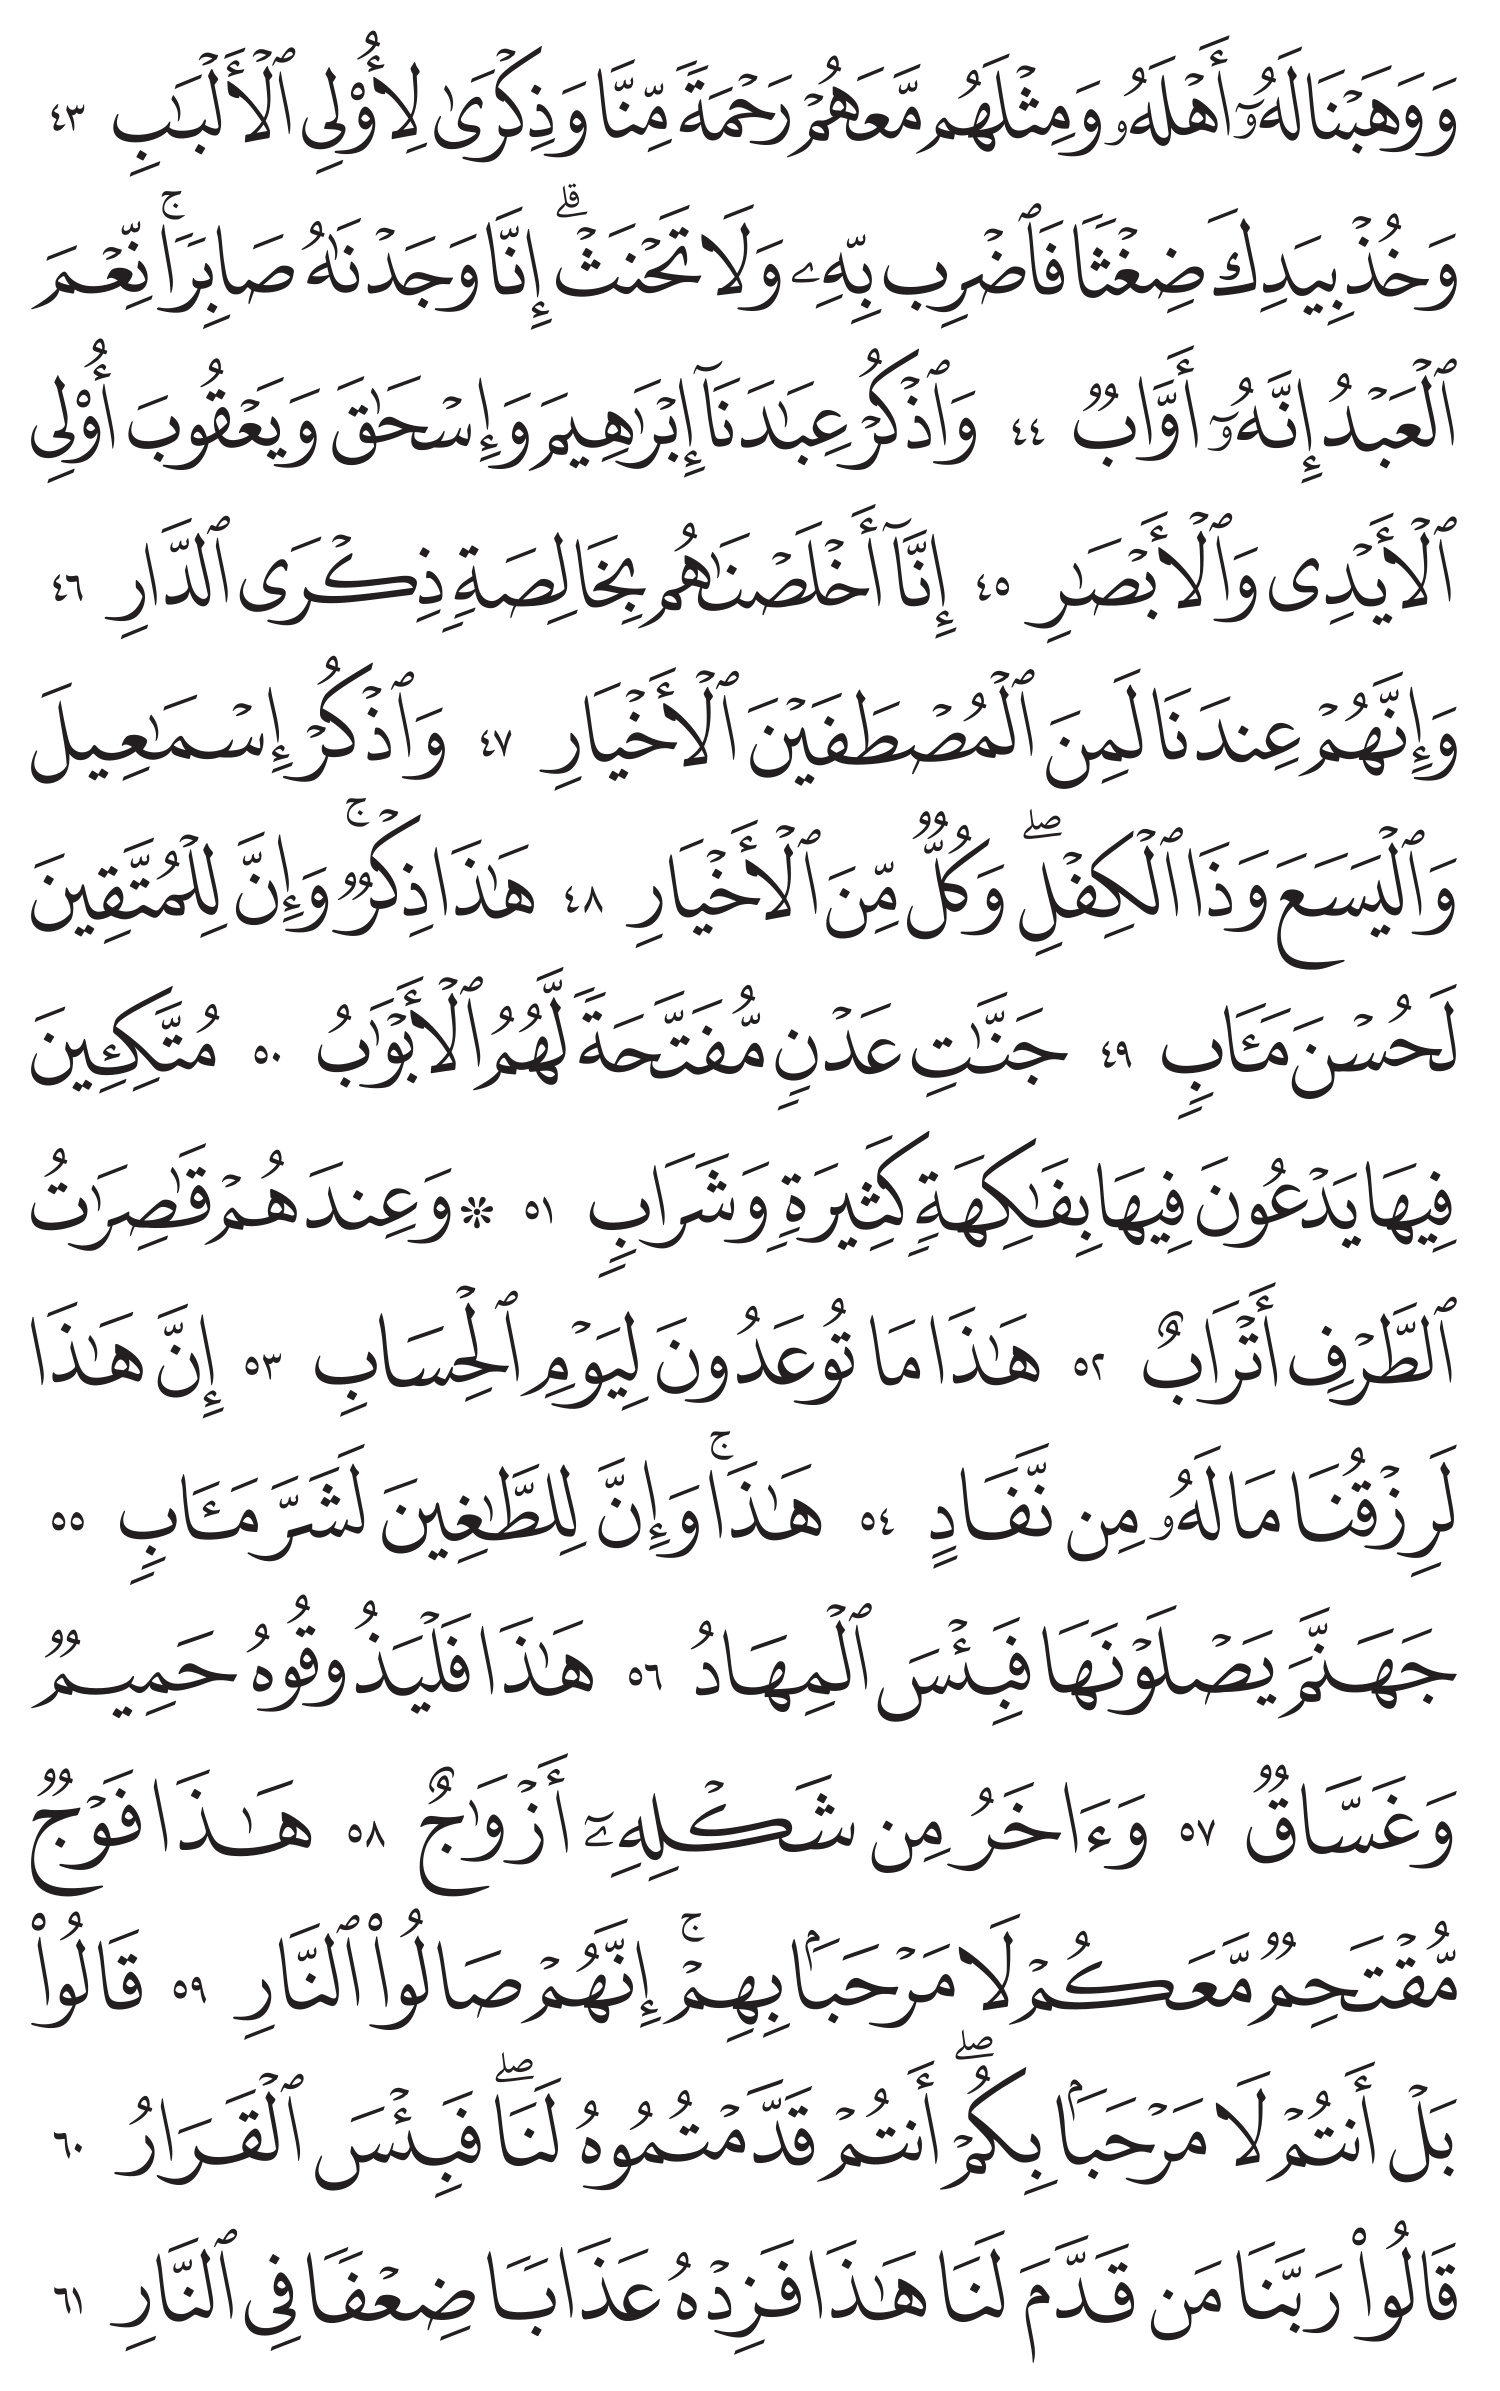 وَوَهَبْنَا لَهُۥٓ أَهْلَهُۥ وَمِثْلَهُم مَّعَهُمْ رَحْمَةً مِّنَّا وَذِكْرَىٰ لِأُو۟لِى ٱلْأَلْبَـٰبِ ٤٣
وَخُذْ بِيَدِكَ ضِغْثًا فَٱضْرِب بِّهِۦ وَلَا تَحْنَثْ ۗ إِنَّا وَجَدْنَـٰهُ صَابِرًا ۚ نِّعْمَ
ٱلْعَبْدُ إِنَّهُۥٓ أَوَّابٌ ٤٤ وَٱذْكُرْ عِبَـٰدَنَآ إِبْرَٰهِيمَ وَإِسْحَـٰقَ وَيَعْقُوبَ أُو۟لِى
ٱلْأَيْدِى وَٱلْأَبْصَـٰرِ ٤٥ إِنَّآ أَخْلَصْنَـٰهُم بِخَالِصَةٍ ذِكْرَى ٱلدَّارِ ٤٦
وَإِنَّهُمْ عِندَنَا لَمِنَ ٱلْمُصْطَفَيْنَ ٱلْأَخْيَارِ ٤٧ وَٱذْكُرْ إِسْمَـٰعِيلَ
وَٱلْيَسَعَ وَذَا ٱلْكِفْلِ ۖ وَكُلٌّ مِّنَ ٱلْأَخْيَارِ ٤٨ هَـٰذَا ذِكْرٌ ۚ وَإِنَّ لِلْمُتَّقِينَ
لَحُسْنَ مَـَٔابٍ ٤٩ جَنَّـٰتِ عَدْنٍ مُّفَتَّحَةً لَّهُمُ ٱلْأَبْوَٰبُ ٥٠ مُتَّكِـِٔينَ
فِيهَا يَدْعُونَ فِيهَا بِفَـٰكِهَةٍ كَثِيرَةٍ وَشَرَابٍ ٥١ ۞ وَعِندَهُمْ قَـٰصِرَٰتُ
ٱلطَّرْفِ أَتْرَابٌ ٥٢ هَـٰذَا مَا تُوعَدُونَ لِيَوْمِ ٱلْحِسَابِ ٥٣ إِنَّ هَـٰذَا
لَرِزْقُنَا مَا لَهُۥ مِن نَّفَادٍ ٥٤ هَـٰذَا ۚ وَإِنَّ لِلطَّـٰغِينَ لَشَرَّ مَـَٔابٍ ٥٥
جَهَنَّمَ يَصْلَوْنَهَا فَبِئْسَ ٱلْمِهَادُ ٥٦ هَـٰذَا فَلْيَذُوقُوهُ حَمِيمٌ
وَغَسَّاقٌ ٥٧ وَءَاخَرُ مِن شَكْلِهِۦٓ أَزْوَٰجٌ ٥٨ هَـٰذَا فَوْجٌ
مُّقْتَحِمٌ مَّعَكُمْ لَا مَرْحَبًۢا بِهِمْ ۚ إِنَّهُمْ صَالُوا۟ ٱلنَّارِ ٥٩ قَالُوا۟
بَلْ أَنتُمْ لَا مَرْحَبًۢا بِكُمْ ۖ أَنتُمْ قَدَّمْتُمُوهُ لَنَا ۖ فَبِئْسَ ٱلْقَرَارُ ٦٠
قَالُوا۟ رَبَّنَا مَن قَدَّمَ لَنَا هَـٰذَا فَزِدْهُ عَذَابًا ضِعْفًا فِى ٱلنَّارِ ٦١